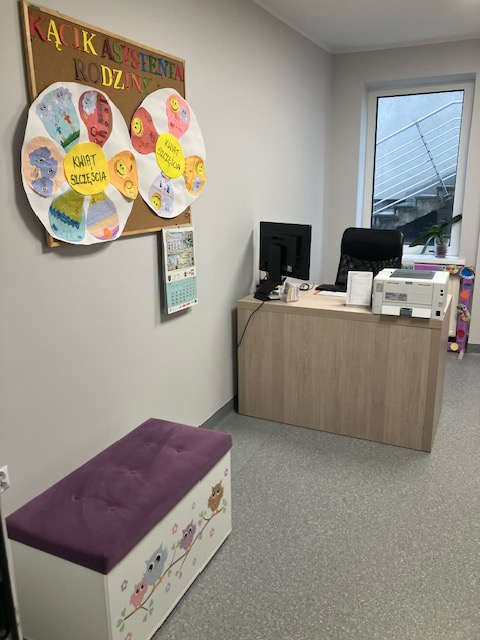 KĄCIK ASYSTENTA
RODZINY
KWIAT
SZCZĘŚCIA
KWIAT
SZCZĘŚCIA